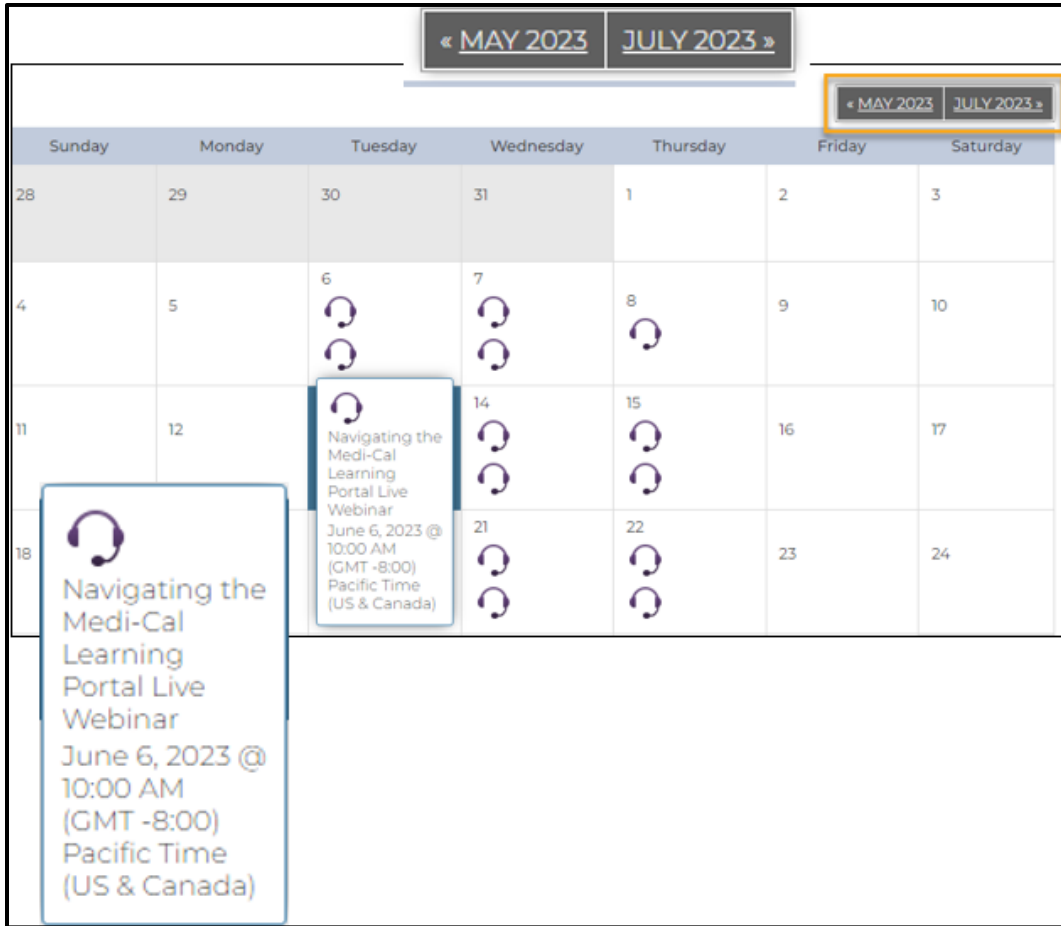 « MAY 2023 JULY 2023 »
« MAY 2023 JULY 2023 »
Sunday Monday Tuesday Wednesday Thursday Friday Saturday
28 29 30 31 1 2 3
4 5 6 7 8 9 10
11 12 14 15 16 17
Navigating the
Medi-Cal
Learning
Portal Live
Webinar
June 6, 2023 @
10:00 AM
(GMT -8:00)
Pacific Time
(US & Canada)
18 21 22 23 24
Navigating the
Medi-Cal
Learning
Portal Live
Webinar
June 6, 2023 @
10:00 AM
(GMT -8:00)
Pacific Time
(US & Canada)